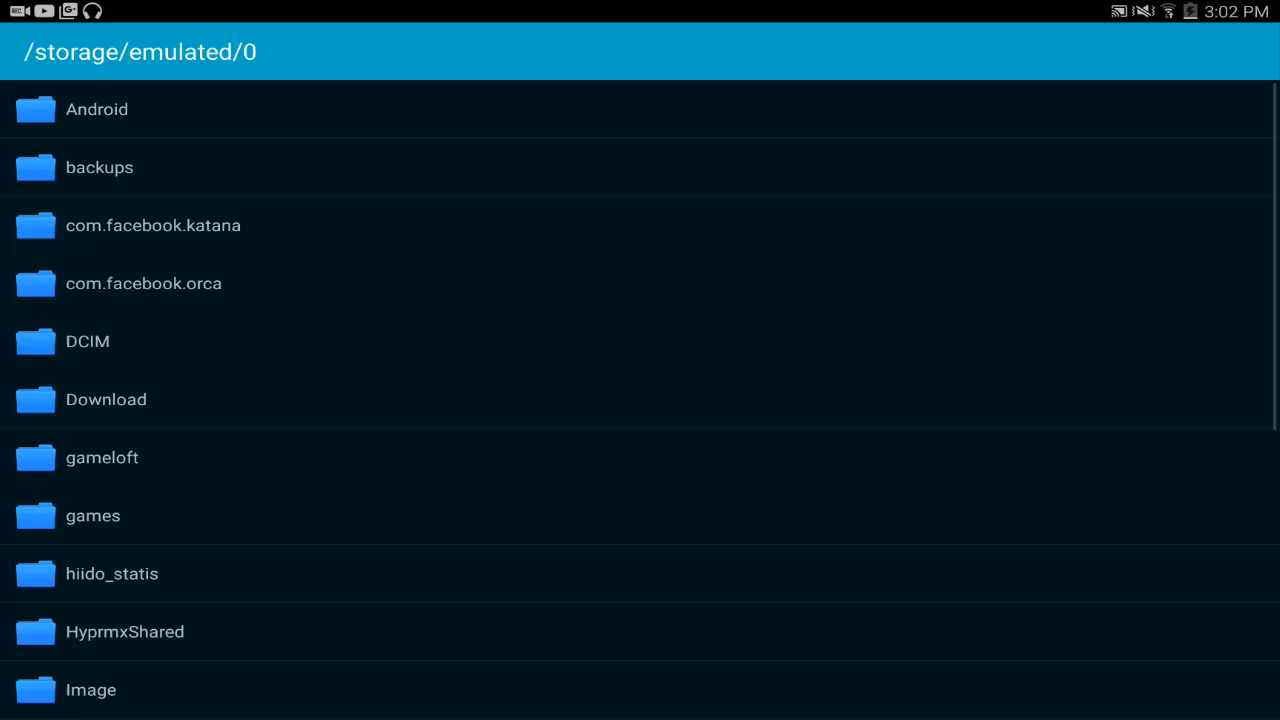 REC
G+
3:02 PM
/storage/emulated/0
Android
backups
com.facebook.katana
com.facebook.orca
DCIM
Download
gameloft
games
hiido_statis
HyprmxShared
Image